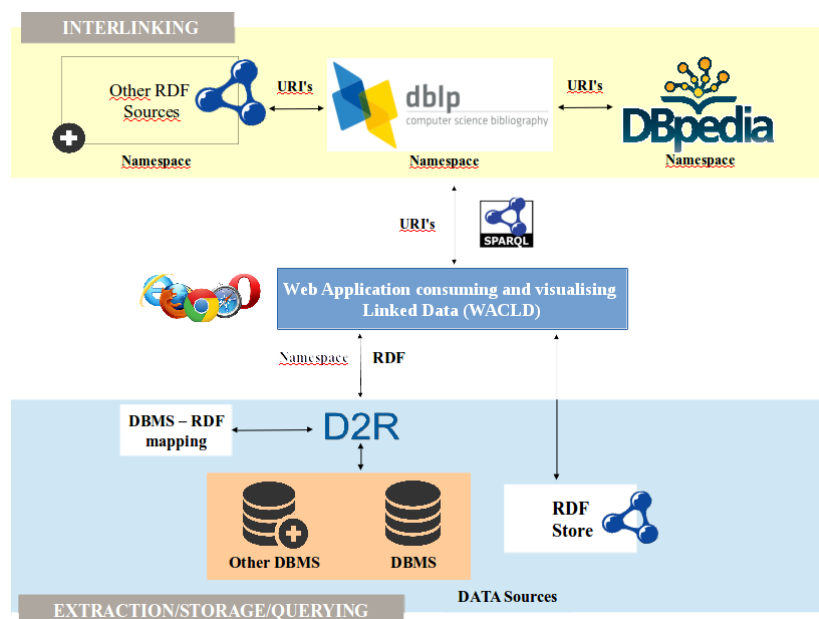 INTERLINKING
Other RDF
Sources
URI's
dblp
computer science bibliography
URI's
DBpedia
Namespace
Namespace
Namespace
URI's
SPARQL
Web Application consuming and visualising
Linked Data (WACLD)
Namespace
RDF
DBMS – RDF
mapping
D2R
RDF
Store
Other DBMS
DBMS
DATA Sources
EXTRACTION/STORAGE/QUERYING